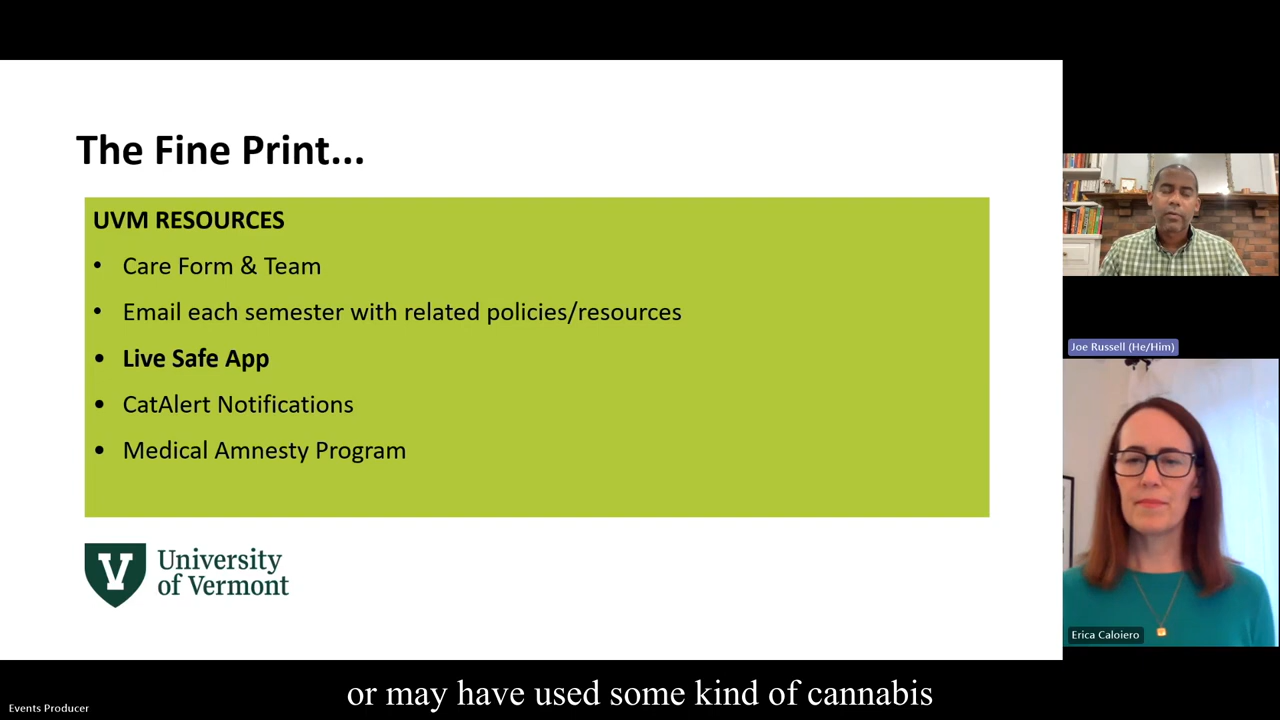 The Fine Print...
UVM RESOURCES
• Care Form & Team
• Email each semester with related policies/resources
• Live Safe App
• CatAlert Notifications
• Medical Amnesty Program
V University
of Vermont
Joe Russell (He/Him)
Erica Caloiero
or may have used some kind of cannabis
Events Producer